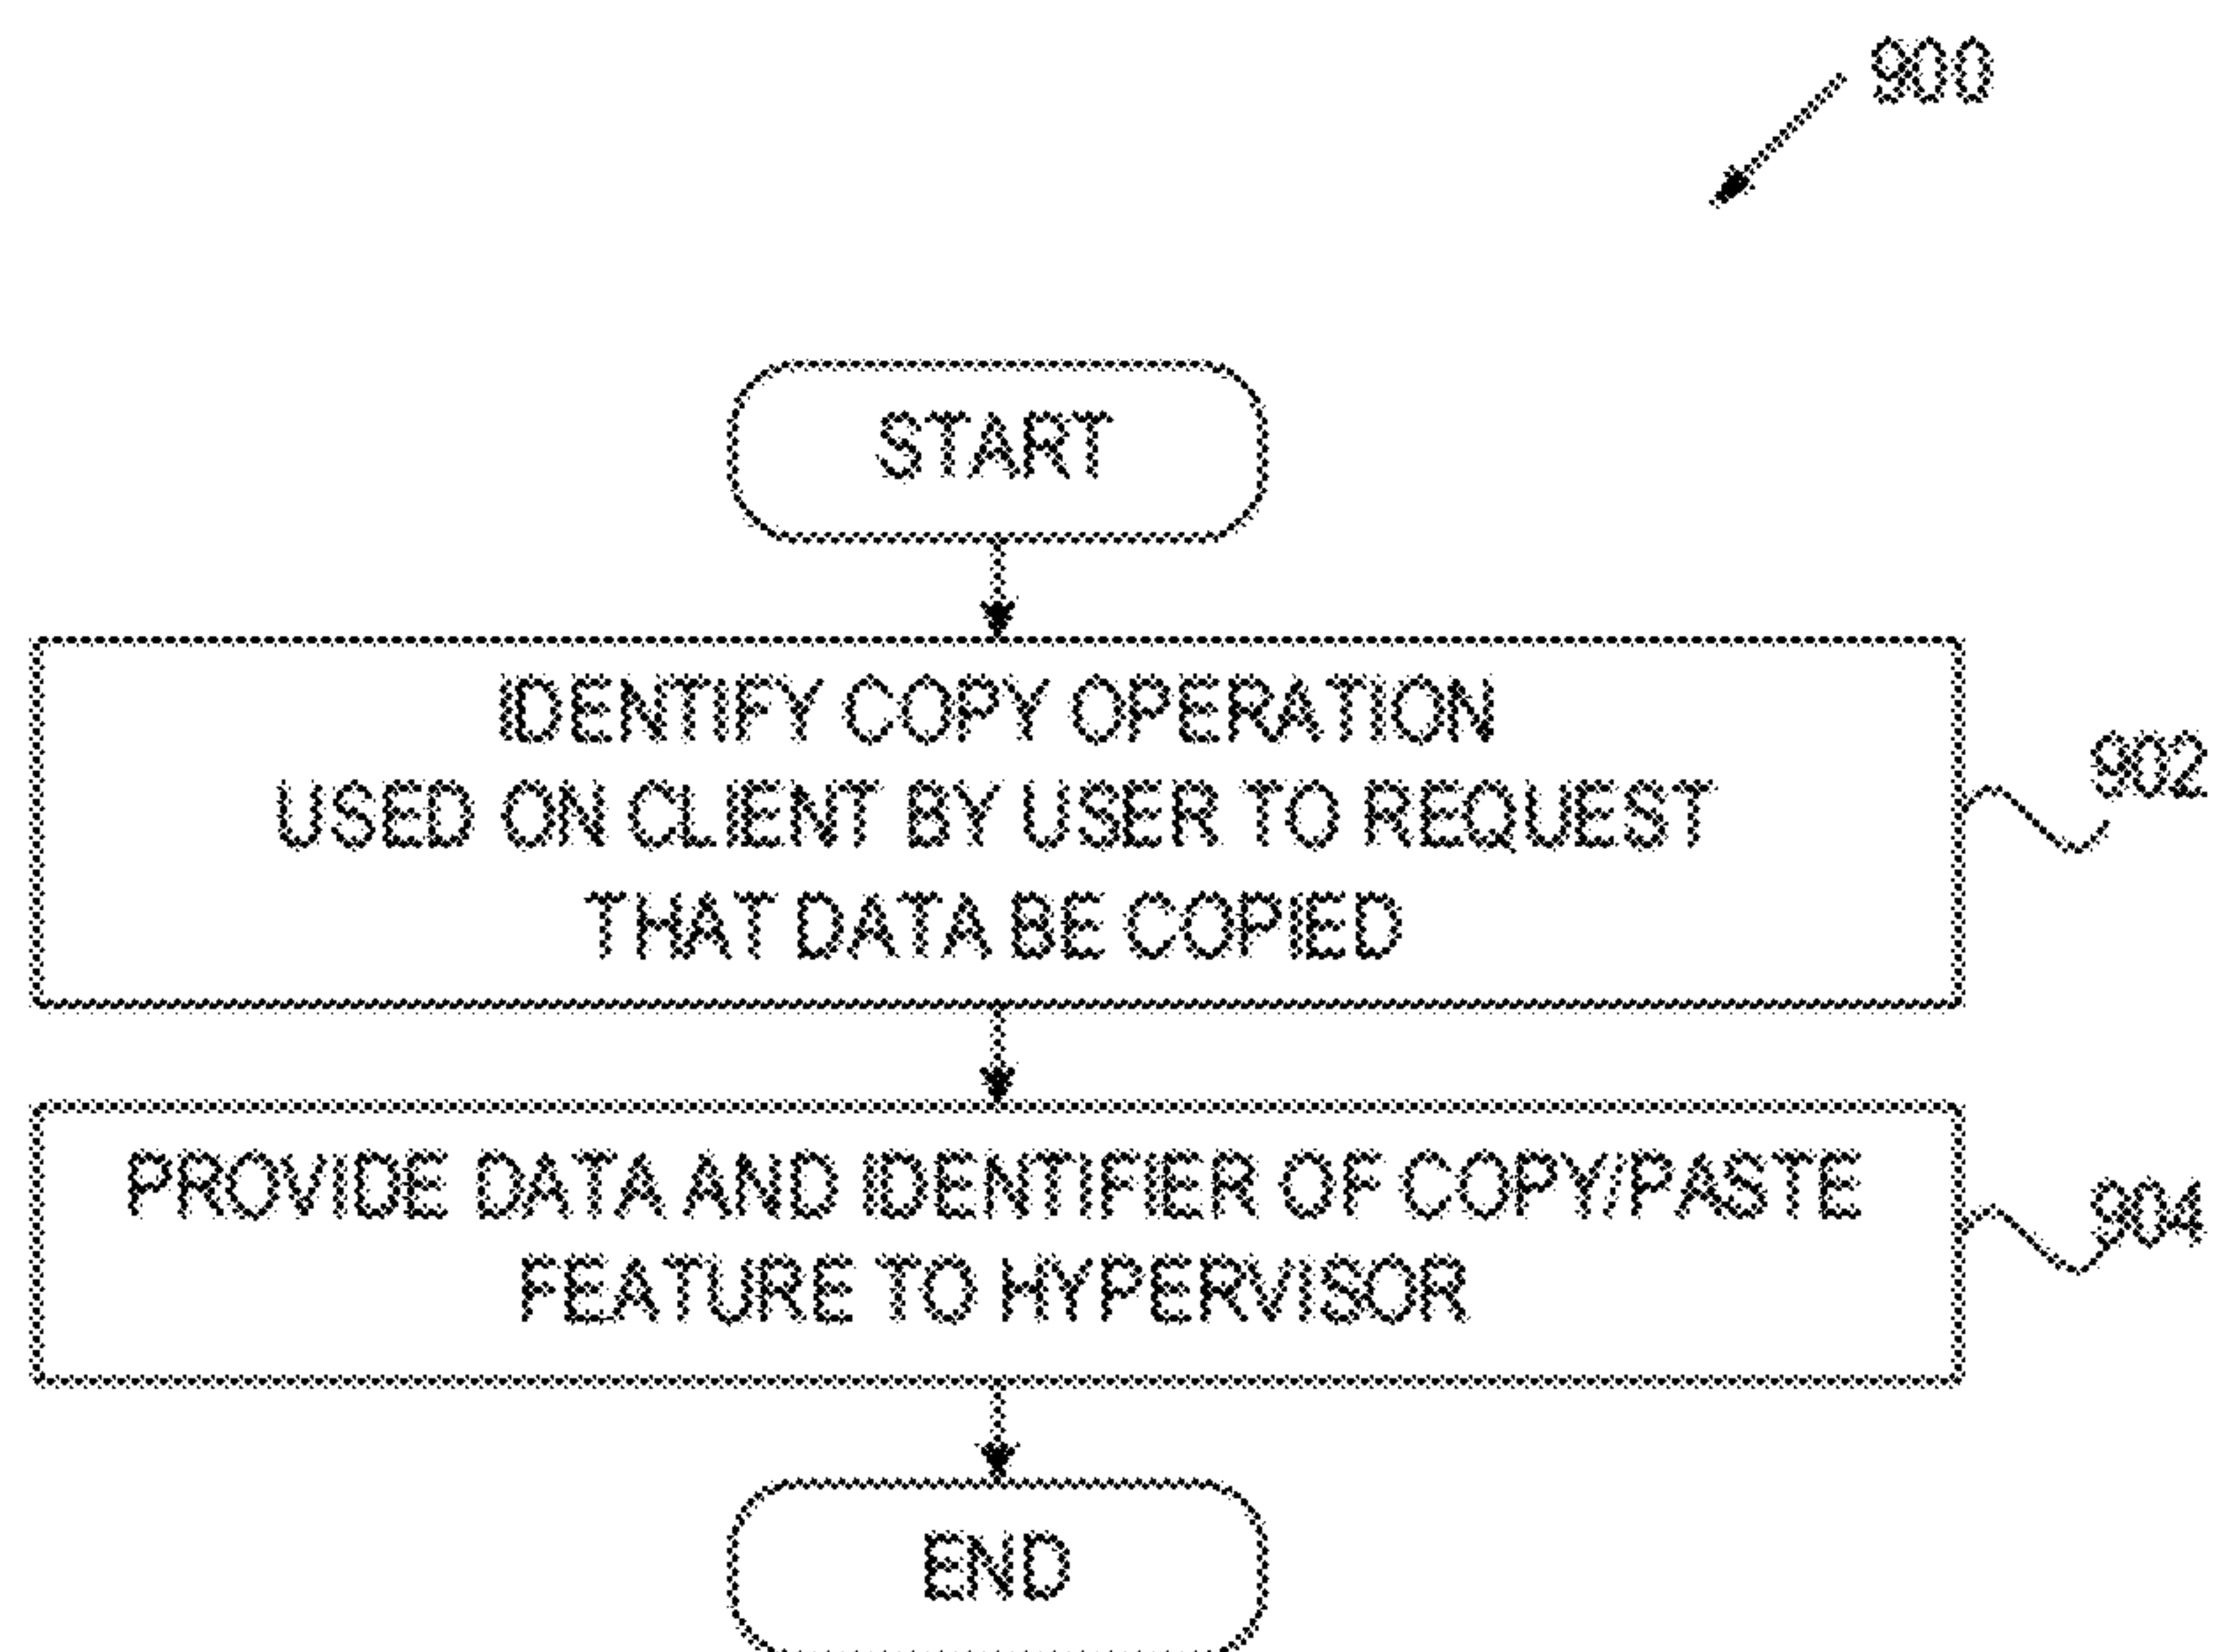 900
START
IDENTIFY COPY OPERATION
USED ON CLIENT BY USER TO REQUEST
THAT DATA BE COPIED
902
PROVIDE DATA AND IDENTIFIER OF COPY/PASTE
FEATURE TO HYPERVISOR
904
END